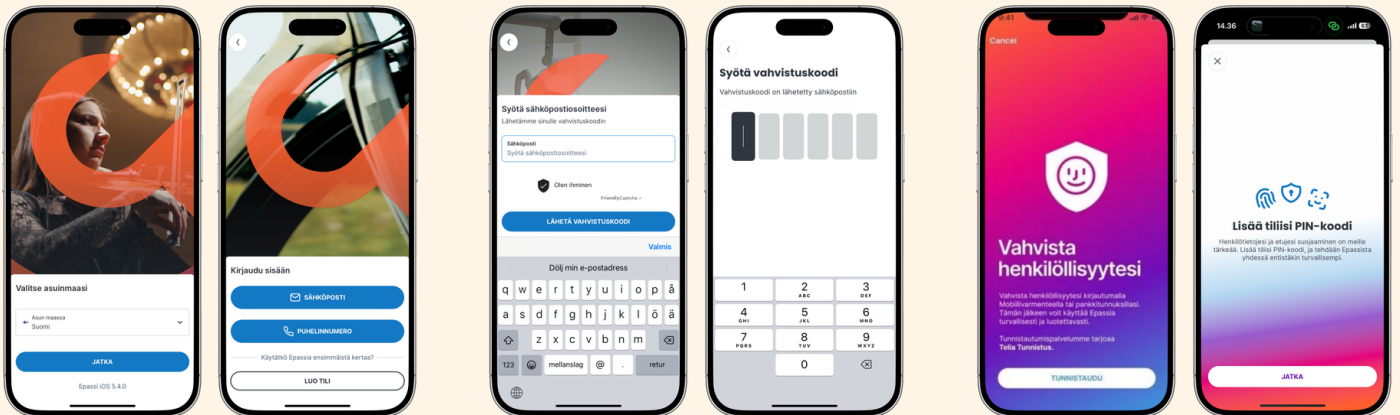 Valitse asuinmaasi
Asun maassa
Suomi
JATKA
Epassi iOS 5.4.0
Kirjaudu sisään
SÄHKÖPOSTI
PUHELINNUMERO
Käytätkö Epassia ensimmäistä kertaa?
LUO TILI
Syötä sähköpostiosoitteesi
Lähetämme sinulle vahvistuskoodin
Sähköposti
Syötä sähköpostiosoitteesi
Olen ihminen
FriendlyCaptcha
LÄHETÄ VAHVISTUSKOODI
Valmis
Dölj min e-postadress
q w e r t y u i o p å
a s d f g h j k l ö ä
z x c v b n m
123 mellanslag @ . retur
Syötä vahvistuskoodi
Vahvistuskoodi on lähetetty sähköpostiin
1 2 3
ABC DEF
4 5 6
GHI JKL MNO
7 8 9
PQRS TUV WXYZ
0
9:41
Cancel
Vahvista
henkilöllisyytesi
Vahvista henkilöllisyytesi kirjautumalla
Mobiilivarmenteella tai pankkitunnuksillasi.
Tämän jälkeen voit käyttää Epassia
turvallisesti ja luotettavasti.
Tunnistautumispalvelumme tarjoaa
Telia Tunnistus.
TUNNISTAUDU
14.36
Lisää tiliisi PIN-koodi
Henkilötietojesi ja etujesi suojaaminen on meille
tärkeää. Lisää tiliisi PIN-koodi, ja tehdään Epassista
yhdessä entistäkin turvallisempi.
JATKA